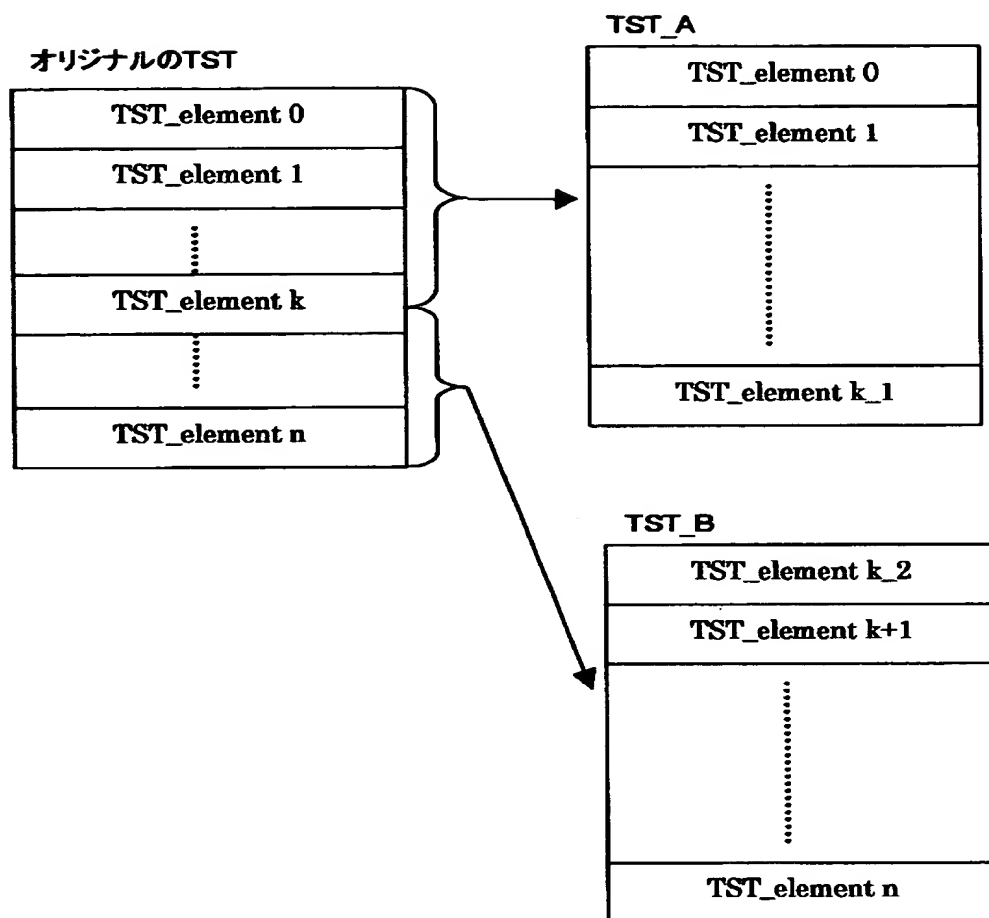 オリジナルのTST
TST_element 0
TST_element 1
TST_element k
TST_element n
TST_A
TST_element 0
TST_element 1
TST_element k_1
TST_B
TST_element k_2
TST_element k+1
TST_element n